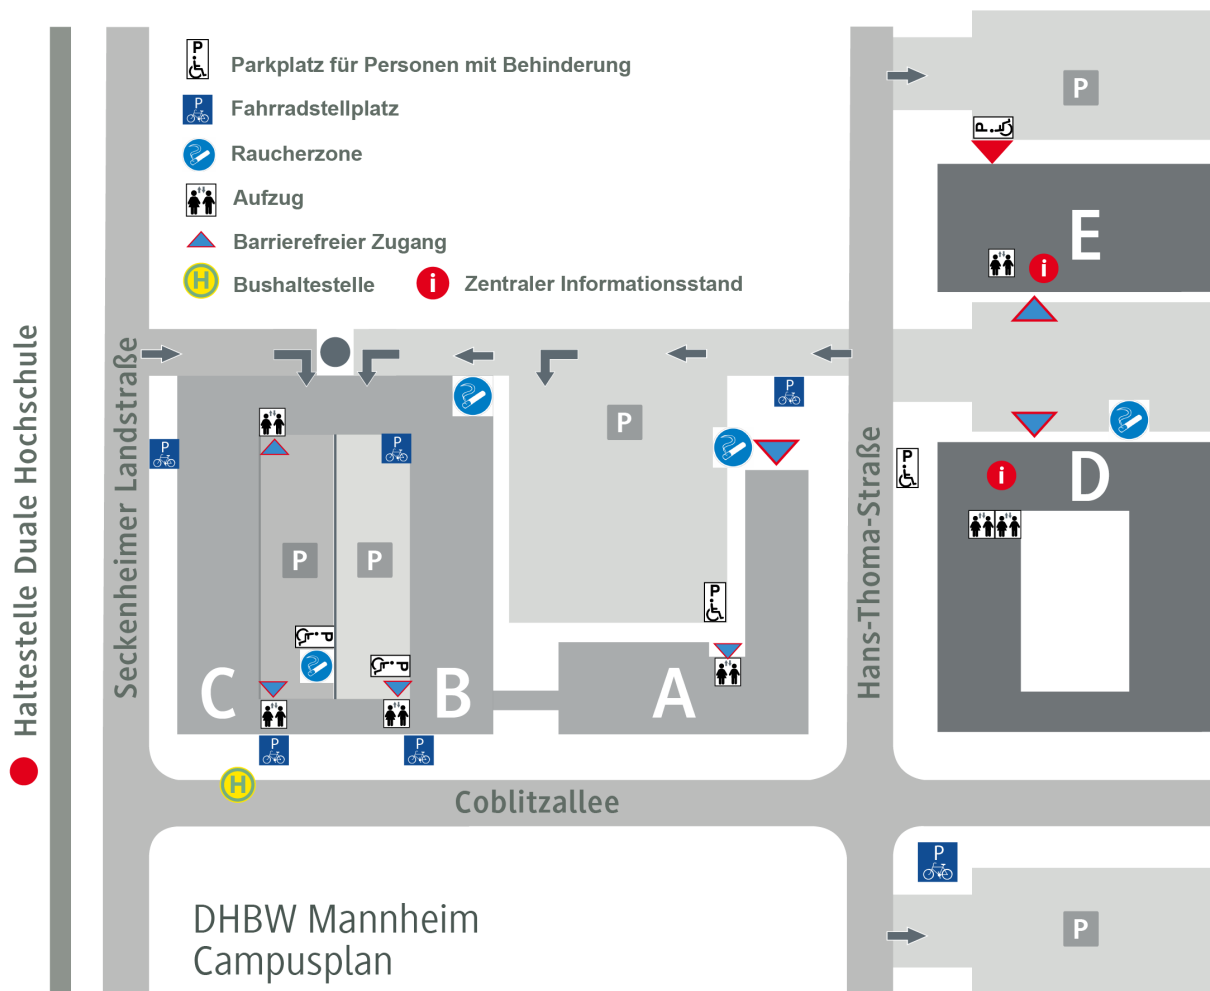 P
Parkplatz für Personen mit Behinderung
P
Fahrradstellplatz
Raucherzone
Aufzug
Barrierefreier Zugang
H
Bushaltestelle
i
Zentraler Informationsstand
Haltestelle Duale Hochschule
Seckenheimer Landstraße
Hans-Thoma-Straße
P
P
E
i
P
P
P
P
P
D
i
P
P
P
P
P
P
C
B
A
P
P
H
Coblitzallee
P
P
DHBW Mannheim
Campusplan